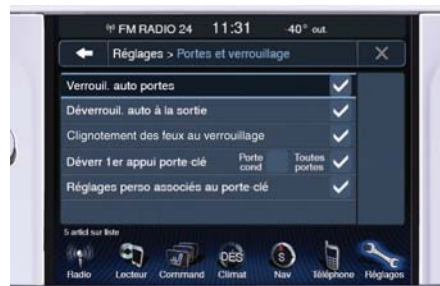 FM RADIO 24 11:31 -40° out.
Réglages > Portes et verrouillage X
Verrouil. auto portes
Déverrouil. auto à la sortie
Clignotement des feux au verrouillage
Déverr 1er appui porte clé Porte cond Toutes portes
Réglages perso associés au porte clé
5 articl sur liste
DES S
Radio Lecteur Command Climat Nav Téléphone Réglages